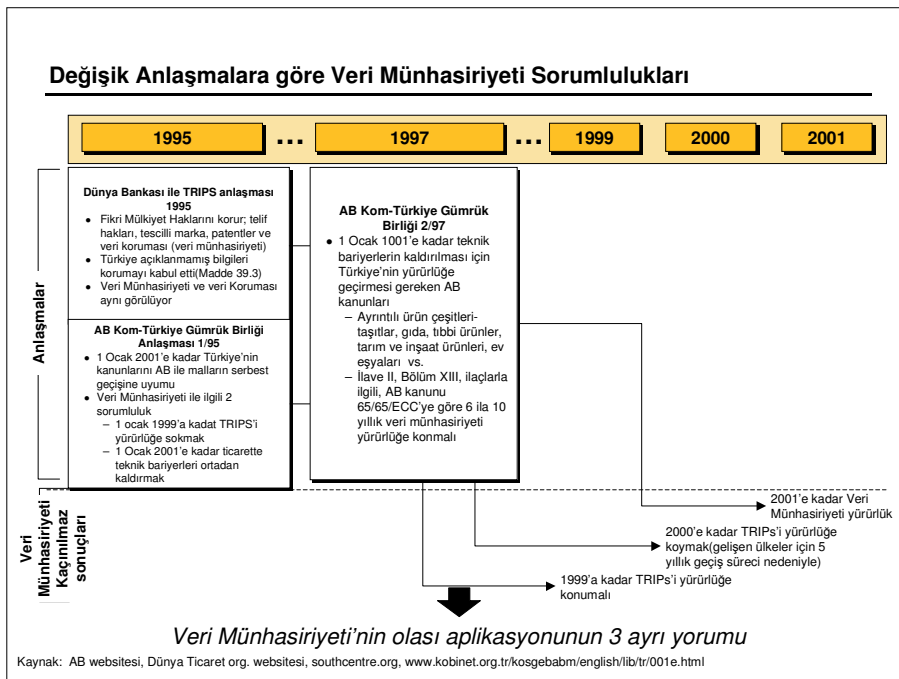 Değişik Anlaşmalara göre Veri Münhasiriyeti Sorumlulukları
1995 ... 1997 ... 1999 2000 2001
Anlaşmalar
Dünya Bankası ile TRIPS anlaşması
1995
● Fikri Mülkiyet Haklarını korur; telif
hakları, tescilli marka, patentler ve
veri koruması (veri münhasiriyeti)
● Türkiye açıklanmamış bilgileri
korumayı kabul etti(Madde 39.3)
● Veri Münhasiriyeti ve veri Koruması
aynı görülüyor
AB Kom-Türkiye Gümrük Birliği
Anlaşması 1/95
● 1 Ocak 2001'e kadar Türkiye'nin
kanunlarını AB ile malların serbest
geçişine uyumu
● Veri Münhasiriyeti ile ilgili 2
sorumluluk
– 1 ocak 1999'a kadat TRIPS'i
yürürlüğe sokmak
– 1 Ocak 2001'e kadar ticarette
teknik bariyerleri ortadan
kaldırmak
AB Kom-Türkiye Gümrük
Birliği 2/97
● 1 Ocak 1001'e kadar teknik
bariyerlerin kaldırılması için
Türkiye'nin yürürlüğe
geçirmesi gereken AB
kanunları
– Ayrıntılı ürün çeşitleri-
taşıtlar, gıda, tıbbi ürünler,
tarım ve inşaat ürünleri, ev
eşyaları vs.
– İlave II, Bölüm XIII, ilaçlarla
ilgili, AB kanunu
65/65/ECC'ye göre 6 ila 10
yıllık veri münhasiriyeti
yürürlüğe konmalı
Veri
Münhasiriyeti
Kaçınılmaz
sonuçları
2001'e kadar Veri
Münhasiriyeti yürürlük
2000'e kadar TRIPs'i yürürlüğe
koymak(gelişen ülkeler için 5
yıllık geçiş süreci nedeniyle)
1999'a kadar TRIPs'i yürürlüğe
konumalı
Veri Münhasiriyeti'nin olası aplikasyonunun 3 ayrı yorumu
Kaynak: AB websitesi, Dünya Ticaret org. websitesi, southcentre.org, www.kobinet.org.tr/kosgebabm/english/lib/tr/001e.html